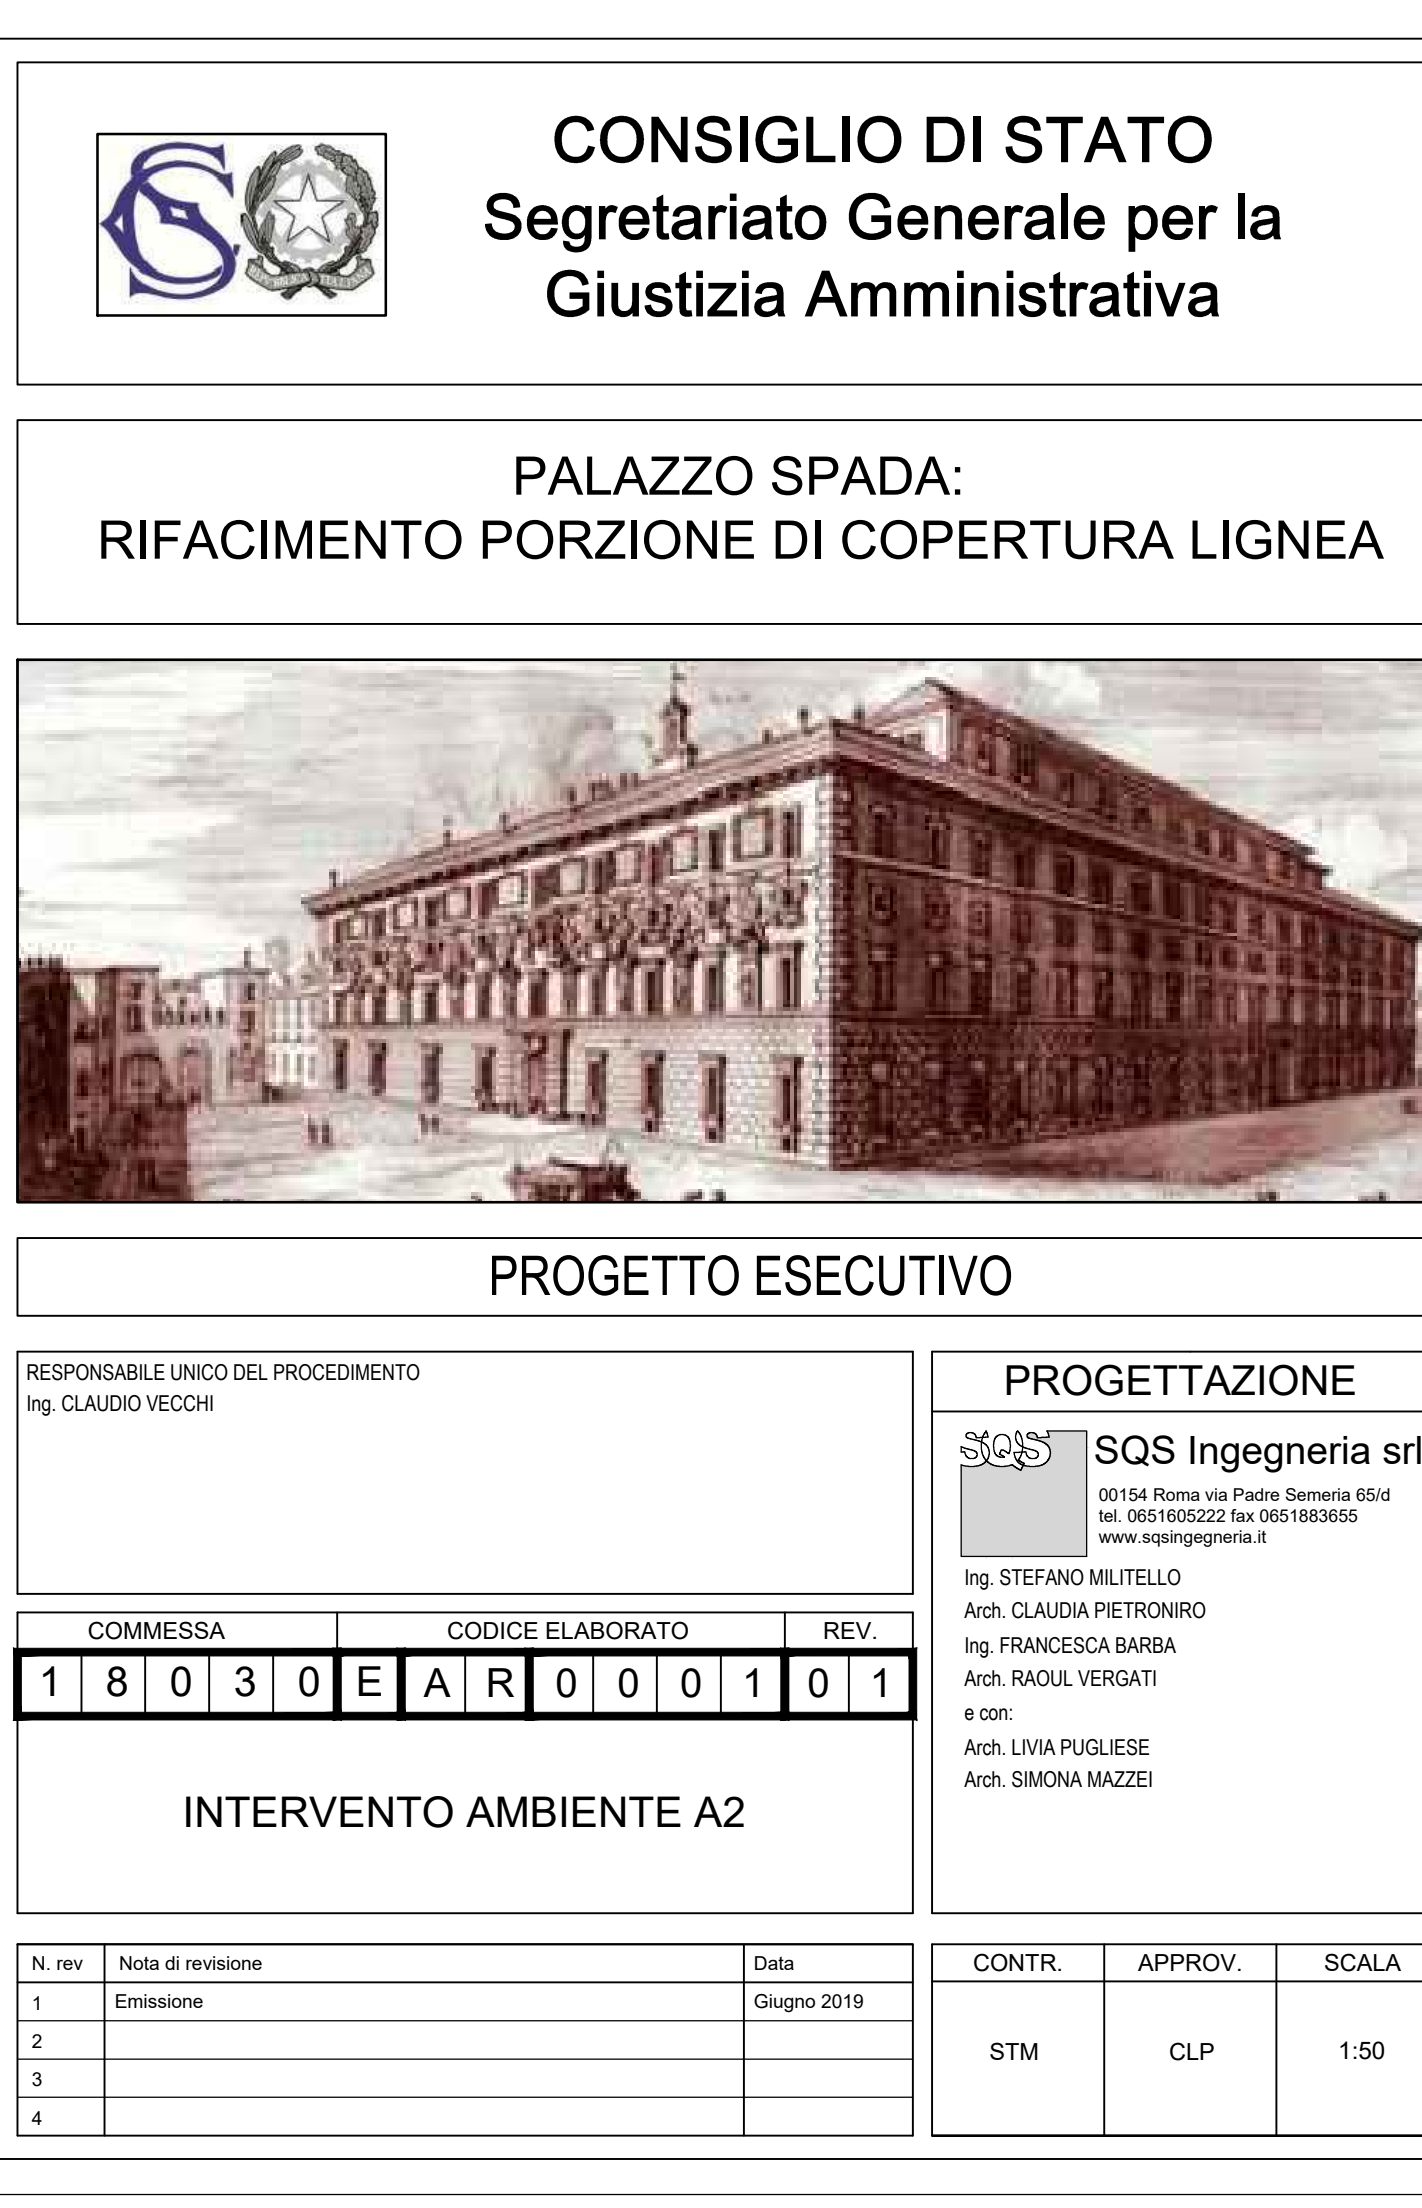 CONSIGLIO DI STATO
Segretariato Generale per la
Giustizia Amministrativa
PALAZZO SPADA:
RIFACIMENTO PORZIONE DI COPERTURA LIGNEA
PROGETTO ESECUTIVO
RESPONSABILE UNICO DEL PROCEDIMENTO
Ing. CLAUDIO VECCHI
PROGETTAZIONE
SQS
SQS Ingegneria srl
00154 Roma via Padre Semeria 65/d
tel. 0651605222 fax 0651883655
www.sqsingegneria.it
Ing. STEFANO MILITELLO
Arch. CLAUDIA PIETRONIRO
Ing. FRANCESCA BARBA
Arch. RAOUL VERGATI
e con:
Arch. LIVIA PUGLIESE
Arch. SIMONA MAZZEI
COMMESSA CODICE ELABORATO REV.
1 8 0 3 0 E A R 0 0 0 1 0 1
INTERVENTO AMBIENTE A2
N. rev Nota di revisione Data
1 Emissione Giugno 2019
2
3
4
CONTR. APPROV. SCALA
STM CLP 1:50